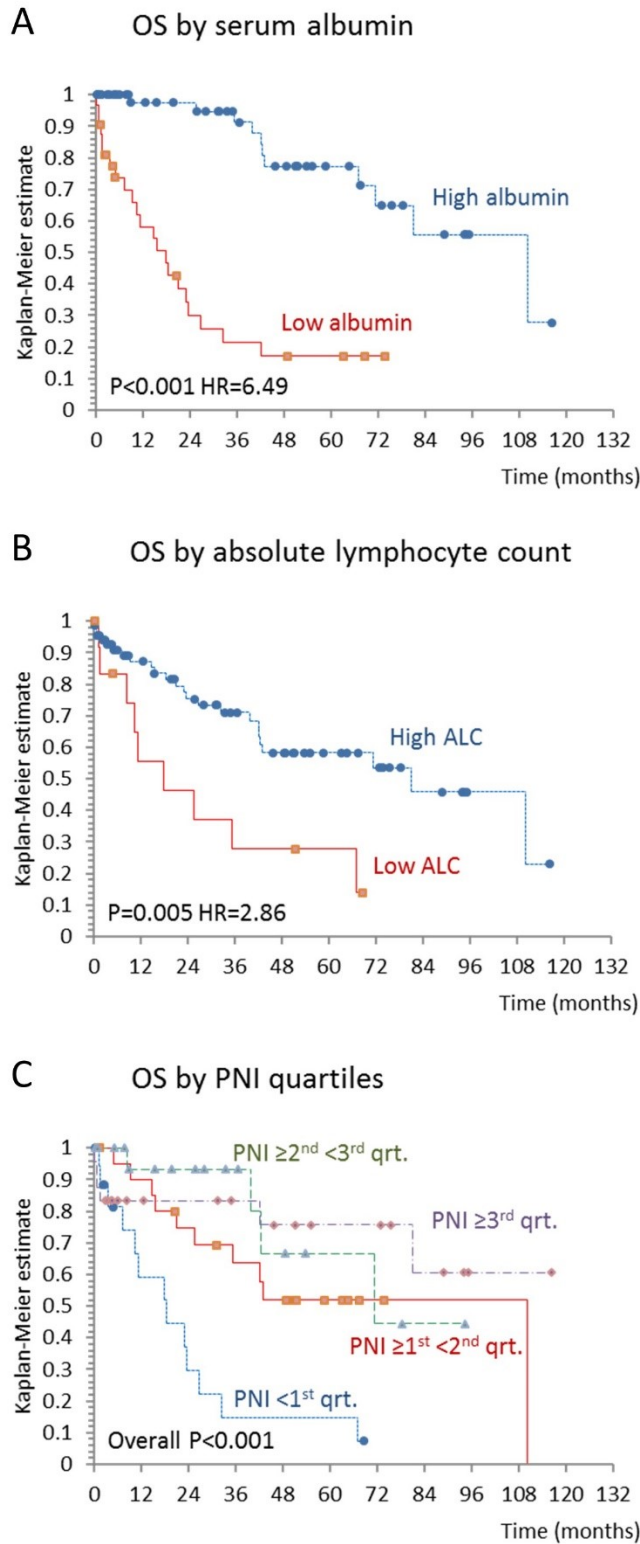 A
OS by serum albumin
Kaplan-Meier estimate
1
0.9
0.8
0.7
0.6
0.5
0.4
0.3
0.2
0.1
0
High albumin
Low albumin
P<0.001 HR=6.49
0 12 24 36 48 60 72 84 96 108 120 132
Time (months)
B
OS by absolute lymphocyte count
Kaplan-Meier estimate
1
0.9
0.8
0.7
0.6
0.5
0.4
0.3
0.2
0.1
0
High ALC
Low ALC
P=0.005 HR=2.86
0 12 24 36 48 60 72 84 96 108 120 132
Time (months)
C
OS by PNI quartiles
Kaplan-Meier estimate
1
0.9
0.8
0.7
0.6
0.5
0.4
0.3
0.2
0.1
0
PNI ≥2nd <3rd qrt.
PNI ≥3rd qrt.
PNI ≥1st <2nd qrt.
PNI <1st qrt.
Overall P<0.001
0 12 24 36 48 60 72 84 96 108 120 132
Time (months)